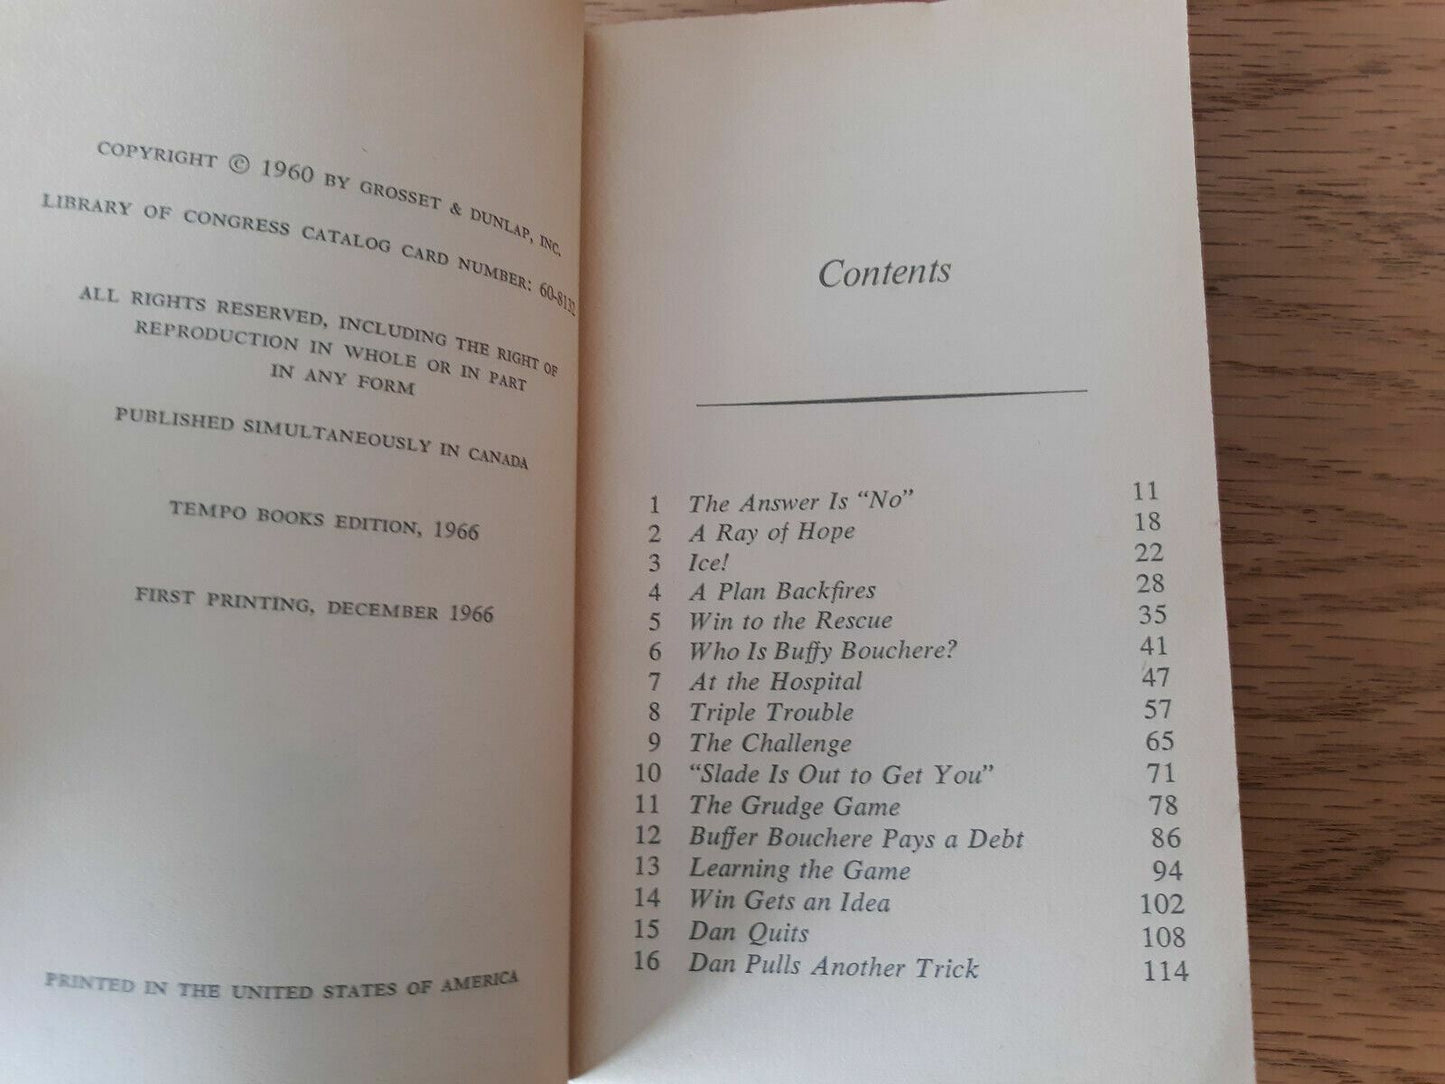 COPYRIGHT © 1960 BY GROSSET & DUNLAP, INC.
LIBRARY OF CONGRESS CATALOG CARD NUMBER: 60-8132
ALL RIGHTS RESERVED, INCLUDING THE RIGHT OF
REPRODUCTION IN WHOLE OR IN PART
IN ANY FORM
PUBLISHED SIMULTANEOUSLY IN CANADA
TEMPO BOOKS EDITION, 1966
FIRST PRINTING, DECEMBER 1966
PRINTED IN THE UNITED STATES OF AMERICA
Contents
1 The Answer Is “No” 11
2 A Ray of Hope 18
3 Ice! 22
4 A Plan Backfires 28
5 Win to the Rescue 35
6 Who Is Buffy Bouchere? 41
7 At the Hospital 47
8 Triple Trouble 57
9 The Challenge 65
10 “Slade Is Out to Get You” 71
11 The Grudge Game 78
12 Buffer Bouchere Pays a Debt 86
13 Learning the Game 94
14 Win Gets an Idea 102
15 Dan Quits 108
16 Dan Pulls Another Trick 114